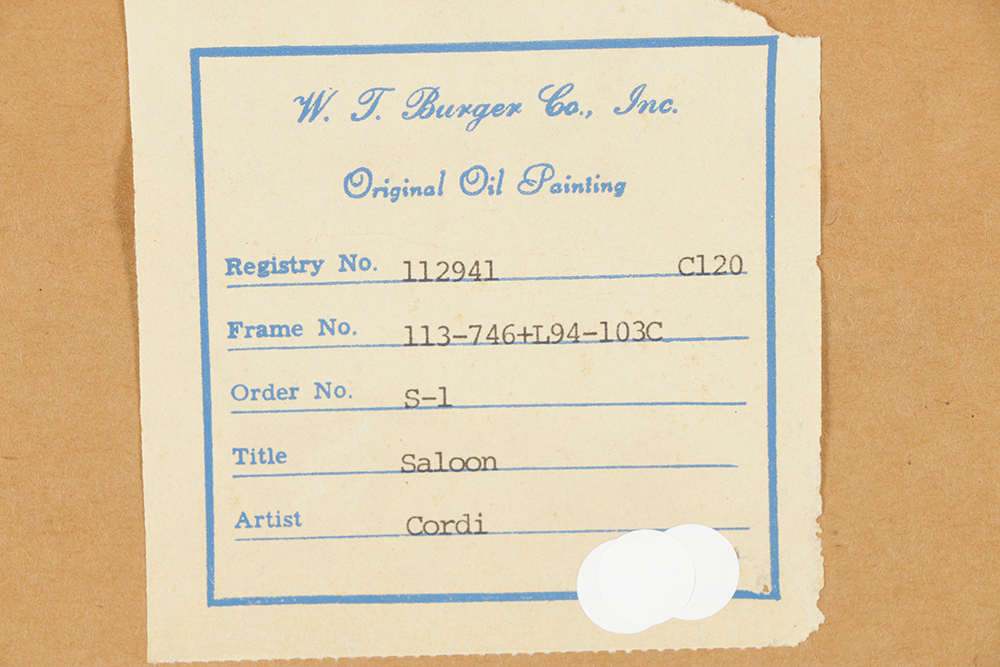 W. T. Burger Co., Inc.
Original Oil Painting
Registry No. 112941 C120
Frame No. 113-746+L94-103C
Order No. S-1
Title Saloon
Artist Cordi